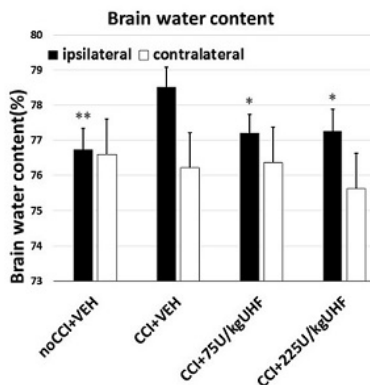 Brain water content
80
■ ipsilateral □ contralateral
79
78
77
76
75
74
73
Brain water content(%)
**
*
*
noCCI+VEH
CCI+VEH
CCI+75U/kgUHF
CCI+225U/kgUHF